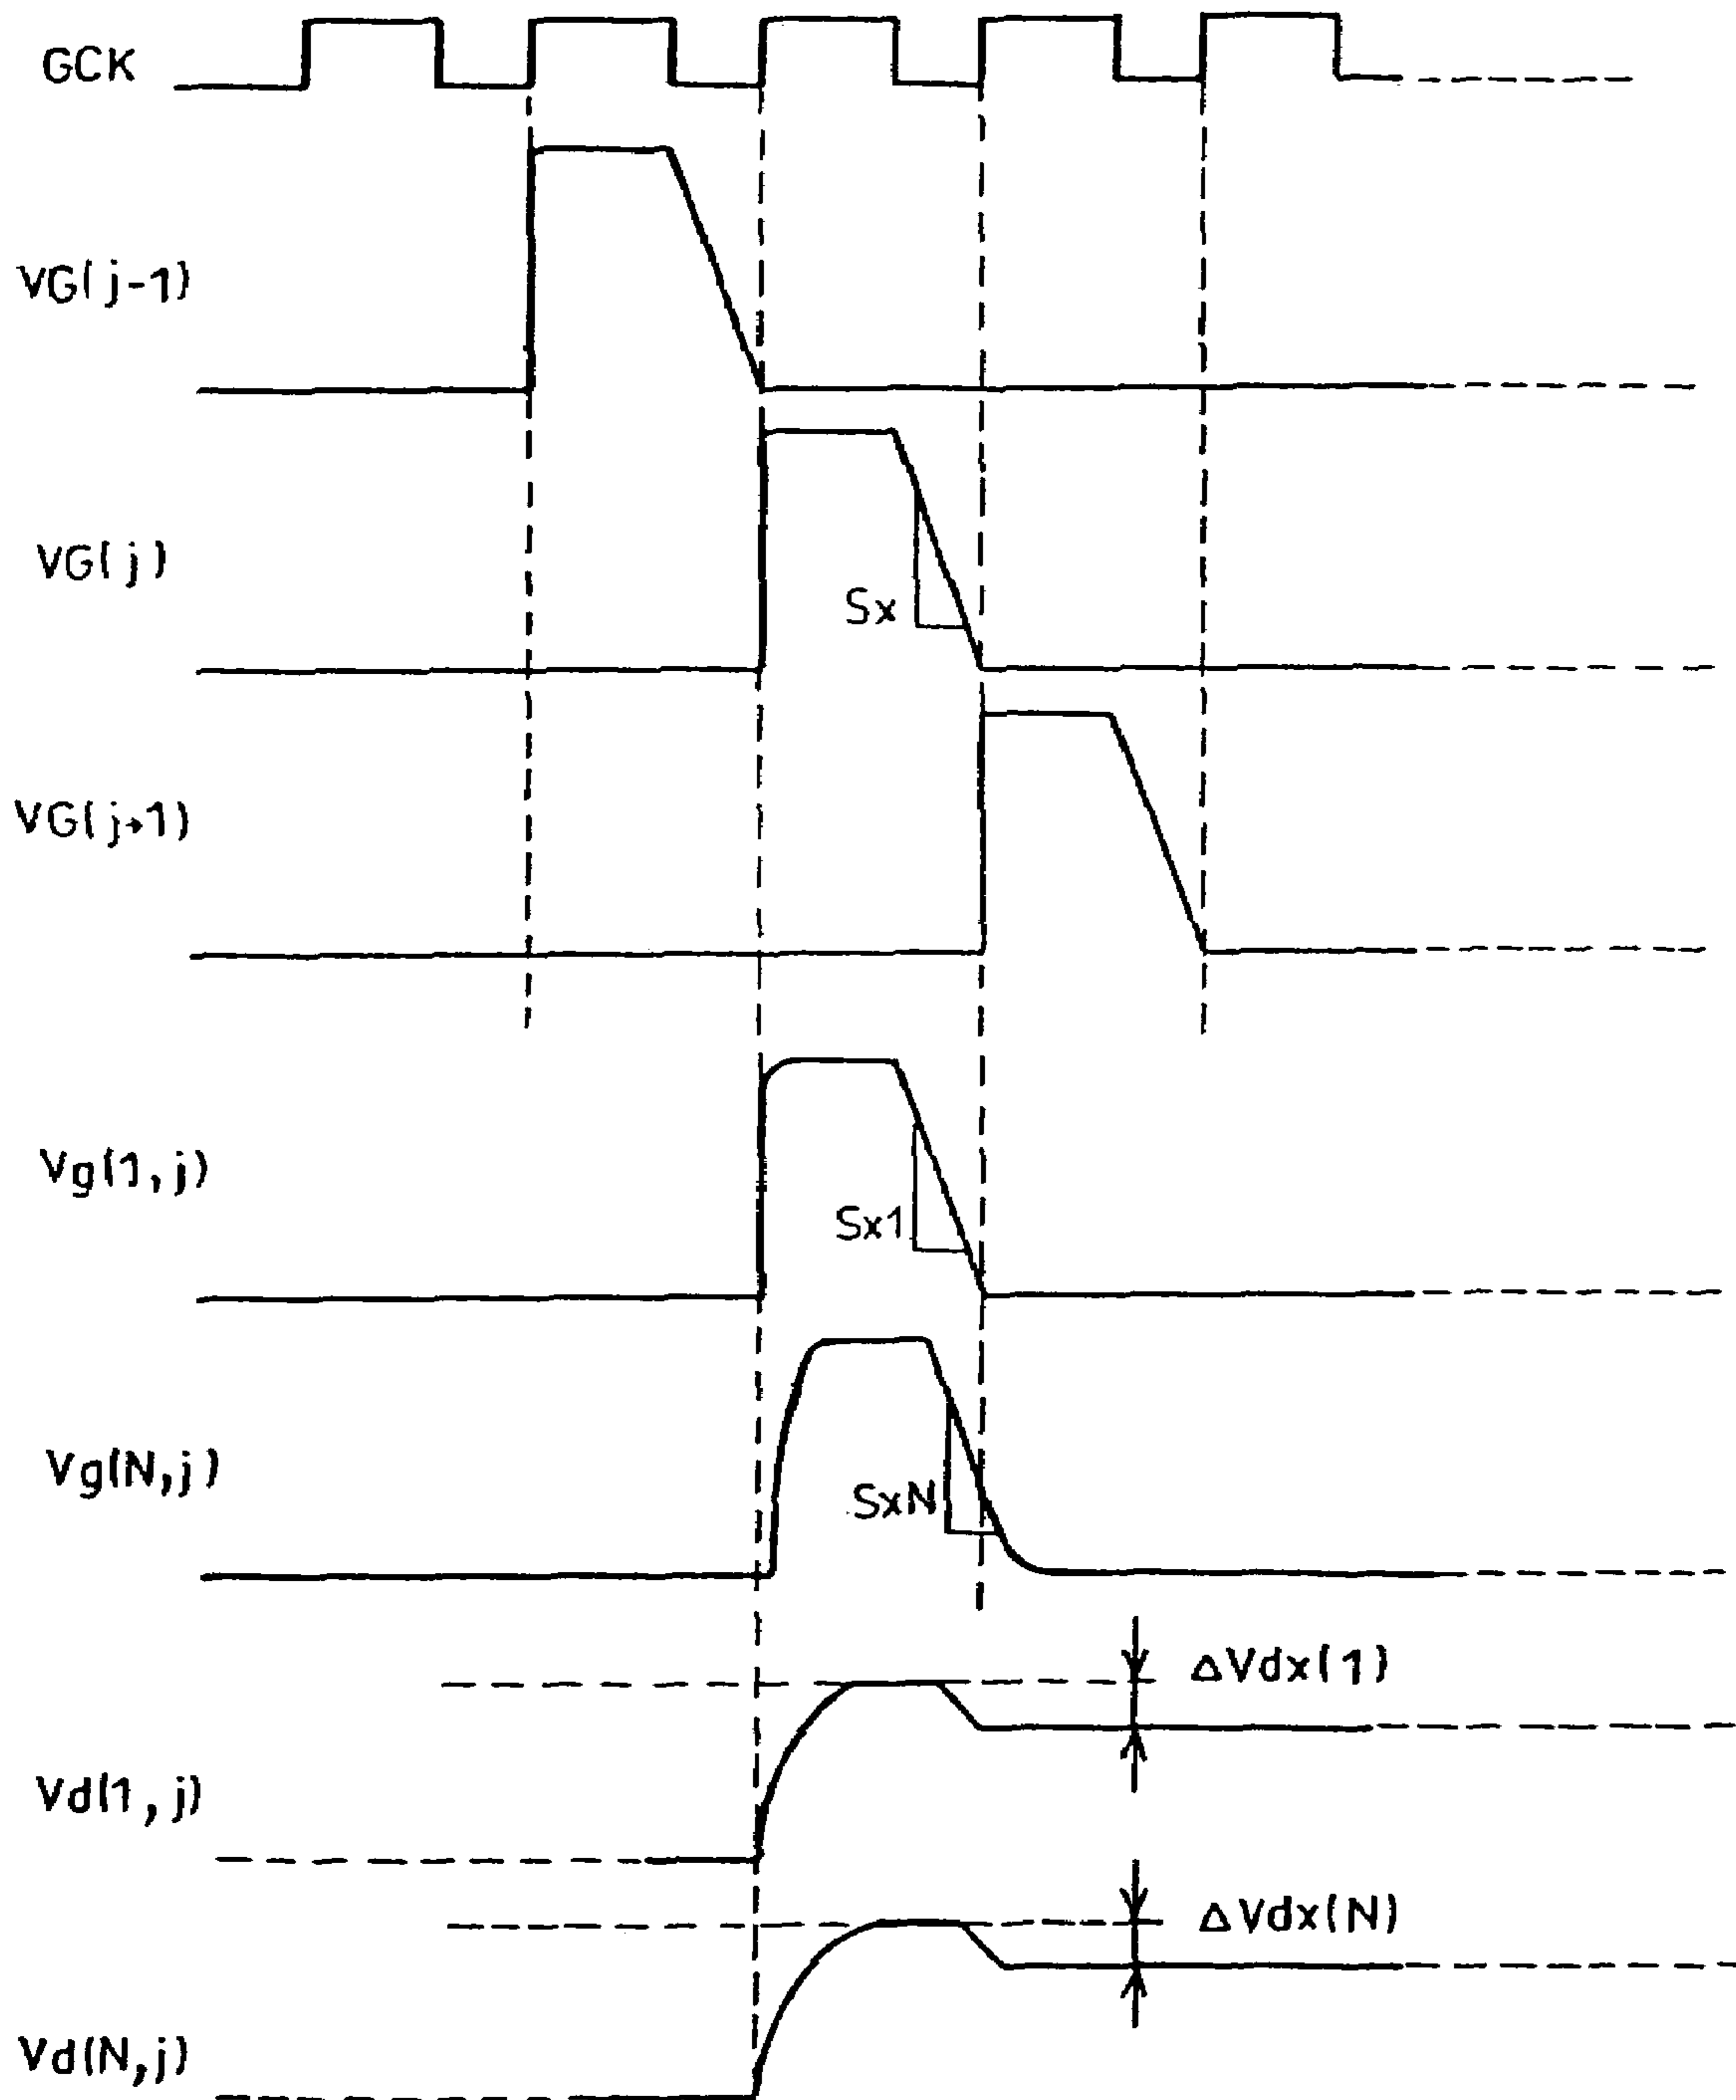 GCK
VG(j-1)
VG(j)
Sx
VG(j+1)
Vg(1,j)
Sx1
Vg(N,j)
SxN
ΔVdx(1)
Vd(1,j)
ΔVdx(N)
Vd(N,j)